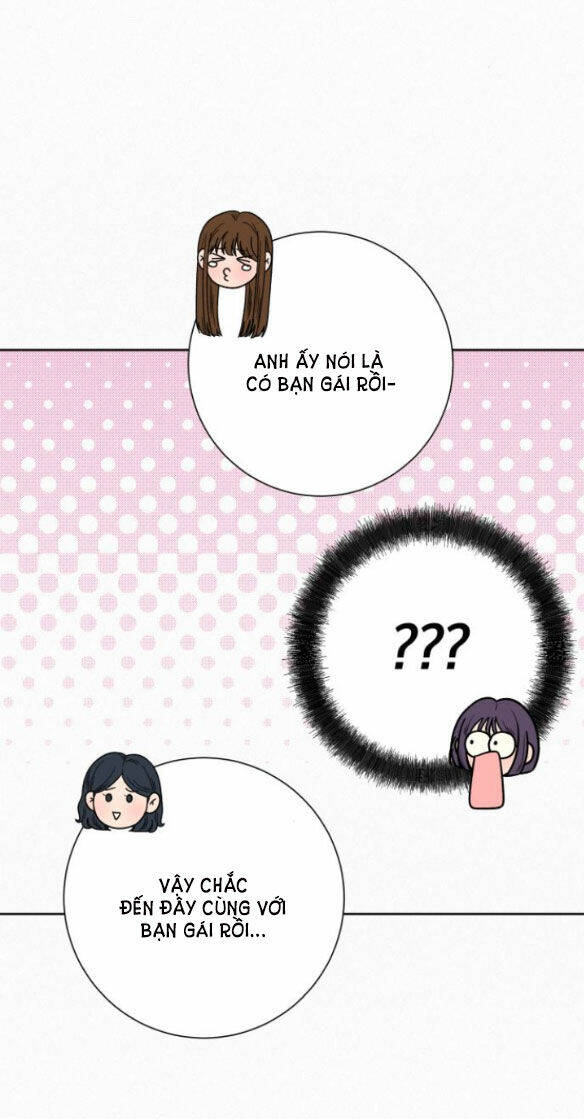 ANH ẤY NÓI LÀ
CÓ BẠN GÁI RỒI-
???
VẬY CHẮC
ĐẾN ĐÂY CÙNG VỚI
BẠN GÁI RỒI...